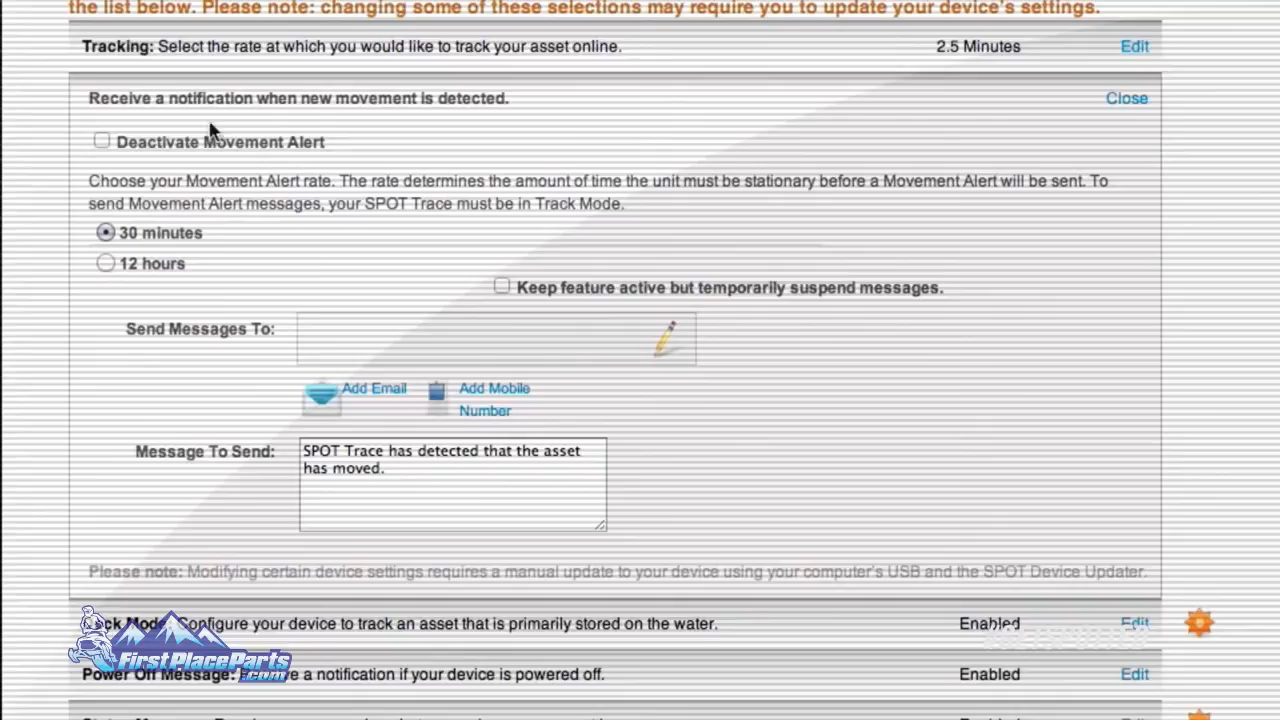 the list below. Please note: changing some of these selections may require you to update your device's settings.
Tracking: Select the rate at which you would like to track your asset online. 2.5 Minutes Edit
Receive a notification when new movement is detected. Close
Deactivate Movement Alert
Choose your Movement Alert rate. The rate determines the amount of time the unit must be stationary before a Movement Alert will be sent. To
send Movement Alert messages, your SPOT Trace must be in Track Mode.
30 minutes
12 hours
Keep feature active but temporarily suspend messages.
Send Messages To:
Add Email Add Mobile
Number
Message To Send: SPOT Trace has detected that the asset
has moved.
Please note: Modifying certain device settings requires a manual update to your device using your computer's USB and the SPOT Device Updater.
Mode: Configure your device to track an asset that is primarily stored on the water. Enabled Edit
FirstPlaceParts
.com
Power Off Message: a notification if your device is powered off. Enabled Edit